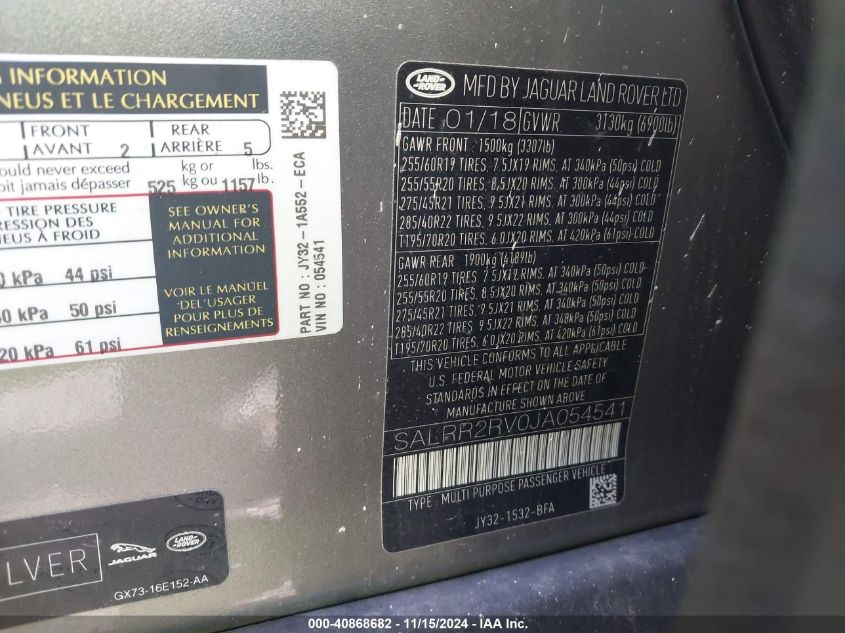 INFORMATION
NEUS ET LE CHARGEMENT
FRONT
AVANT 2
REAR
ARRIÈRE 5
ould never exceed
oit jamais dépasser 525 kg or kg ou 1157 lbs. lb.
TIRE PRESSURE
RESSION DES
NEUS À FROID
0 kPa 44 psi
40 kPa 50 psi
20 kPa 61 psi
SEE OWNER'S
MANUAL FOR
ADDITIONAL
INFORMATION
VOIR LE MANUEL
DEL'USAGER
POUR PLUS DE
RENSEIGNEMENTS
PART NO: JY32-1A552-ECA
VIN NO: 054541
LAND ROVER
MFD BY JAGUAR LAND ROVER LTD
DATE 01/18 GVWR 3130kg (6900lb)
GAWR FRONT : 1500kg (3307lb)
255/60R19 TIRES, 7.5JX19 RIMS, AT 340kPa (50psi) COLD
255/55R20 TIRES, 8.5JX20 RIMS, AT 300kPa (44psi) COLD
275/45R21 TIRES, 9.5JX21 RIMS, AT 300kPa (44psi) COLD
285/40R22 TIRES, 9.5JX22 RIMS, AT 300kPa (44psi) COLD
T195/70R20 TIRES, 6.0JX20 RIMS, AT 420kPa (61psi) COLD
GAWR REAR : 1900kg (4189lb)
255/60R19 TIRES, 7.5JX19 RIMS, AT 340kPa (50psi) COLD
255/55R20 TIRES, 8.5JX20 RIMS, AT 340kPa (50psi) COLD
275/45R21 TIRES, 9.5JX21 RIMS, AT 340kPa (50psi) COLD
285/40R22 TIRES, 9.5JX22 RIMS, AT 340kPa (50psi) COLD
T195/70R20 TIRES, 6.0JX20 RIMS, AT 420kPa (61psi) COLD
THIS VEHICLE CONFORMS TO ALL APPLICABLE
U.S. FEDERAL MOTOR VEHICLE SAFETY
STANDARDS IN EFFECT ON THE DATE OF
MANUFACTURE SHOWN ABOVE
SALRR2RV0JA054541
TYPE : MULTI PURPOSE PASSENGER VEHICLE
JY32-1532-BFA
LVER
JAGUAR
LAND ROVER
GX73-16E152-AA
000-40868682 - 11/15/2024 - IAAI.COM